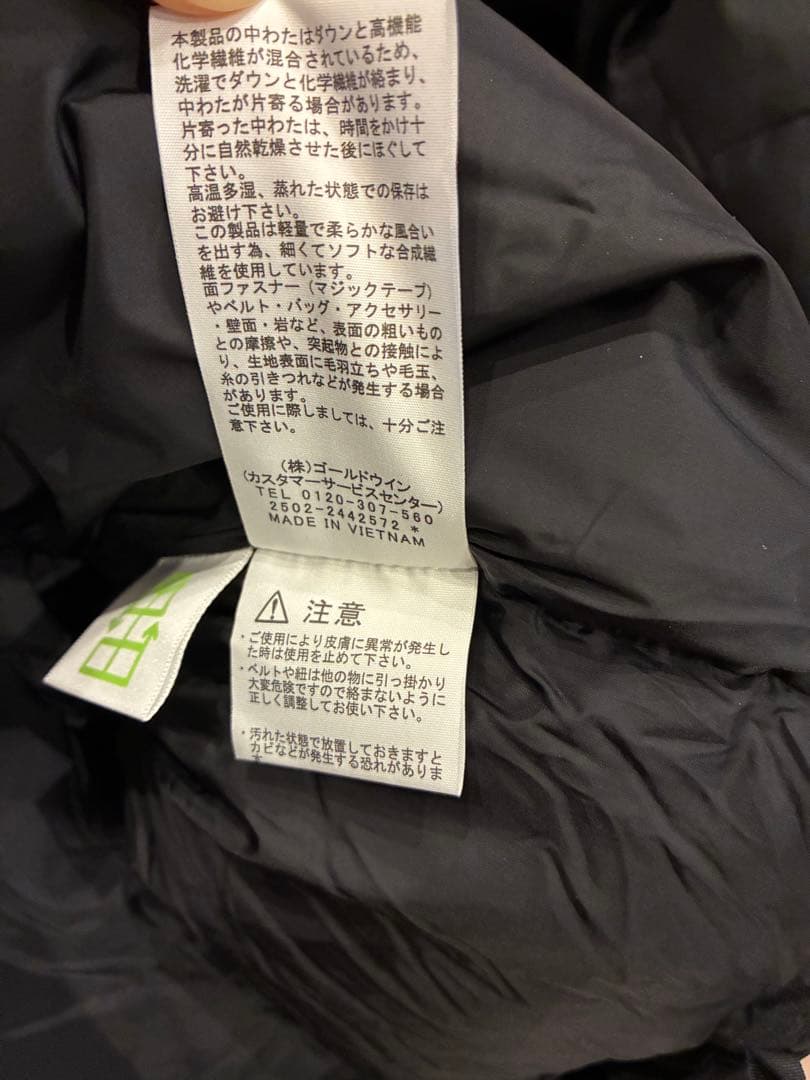 本製品の中わたはダウンと高機能
化学繊維が混合されているため、
洗濯でダウンと化学繊維が絡まり、
中わたが片寄る場合があります。
片寄った中わたは、時間をかけ十
分に自然乾燥させた後にほぐして
下さい。
高温多湿、蒸れた状態での保存は
お避け下さい。
この製品は軽量で柔らかな風合い
を出す為、細くてソフトな合成繊
維を使用しています。
面ファスナー(マジックテープ)
やベルト・バッグ・アクセサリー
・壁面・岩など、表面の粗いもの
との摩擦や、突起物との接触によ
り、生地表面に毛羽立ちや毛玉、
糸の引きつれなどが発生する場合
があります。
ご使用に際しましては、十分ご注
意下さい。
(株)ゴールドウイン
(カスタマーサービスセンター)
TEL 0120-307-560
2502-2442572 *
MADE IN VIETNAM
注意
・ご使用により皮膚に異常が発生し
た時は使用を止めて下さい。
・ベルトや紐は他の物に引っ掛かり
大変危険ですので絡まないように
正しく調整してお使い下さい。
・汚れた状態で放置しておきますと
カビなどが発生する恐れがありま